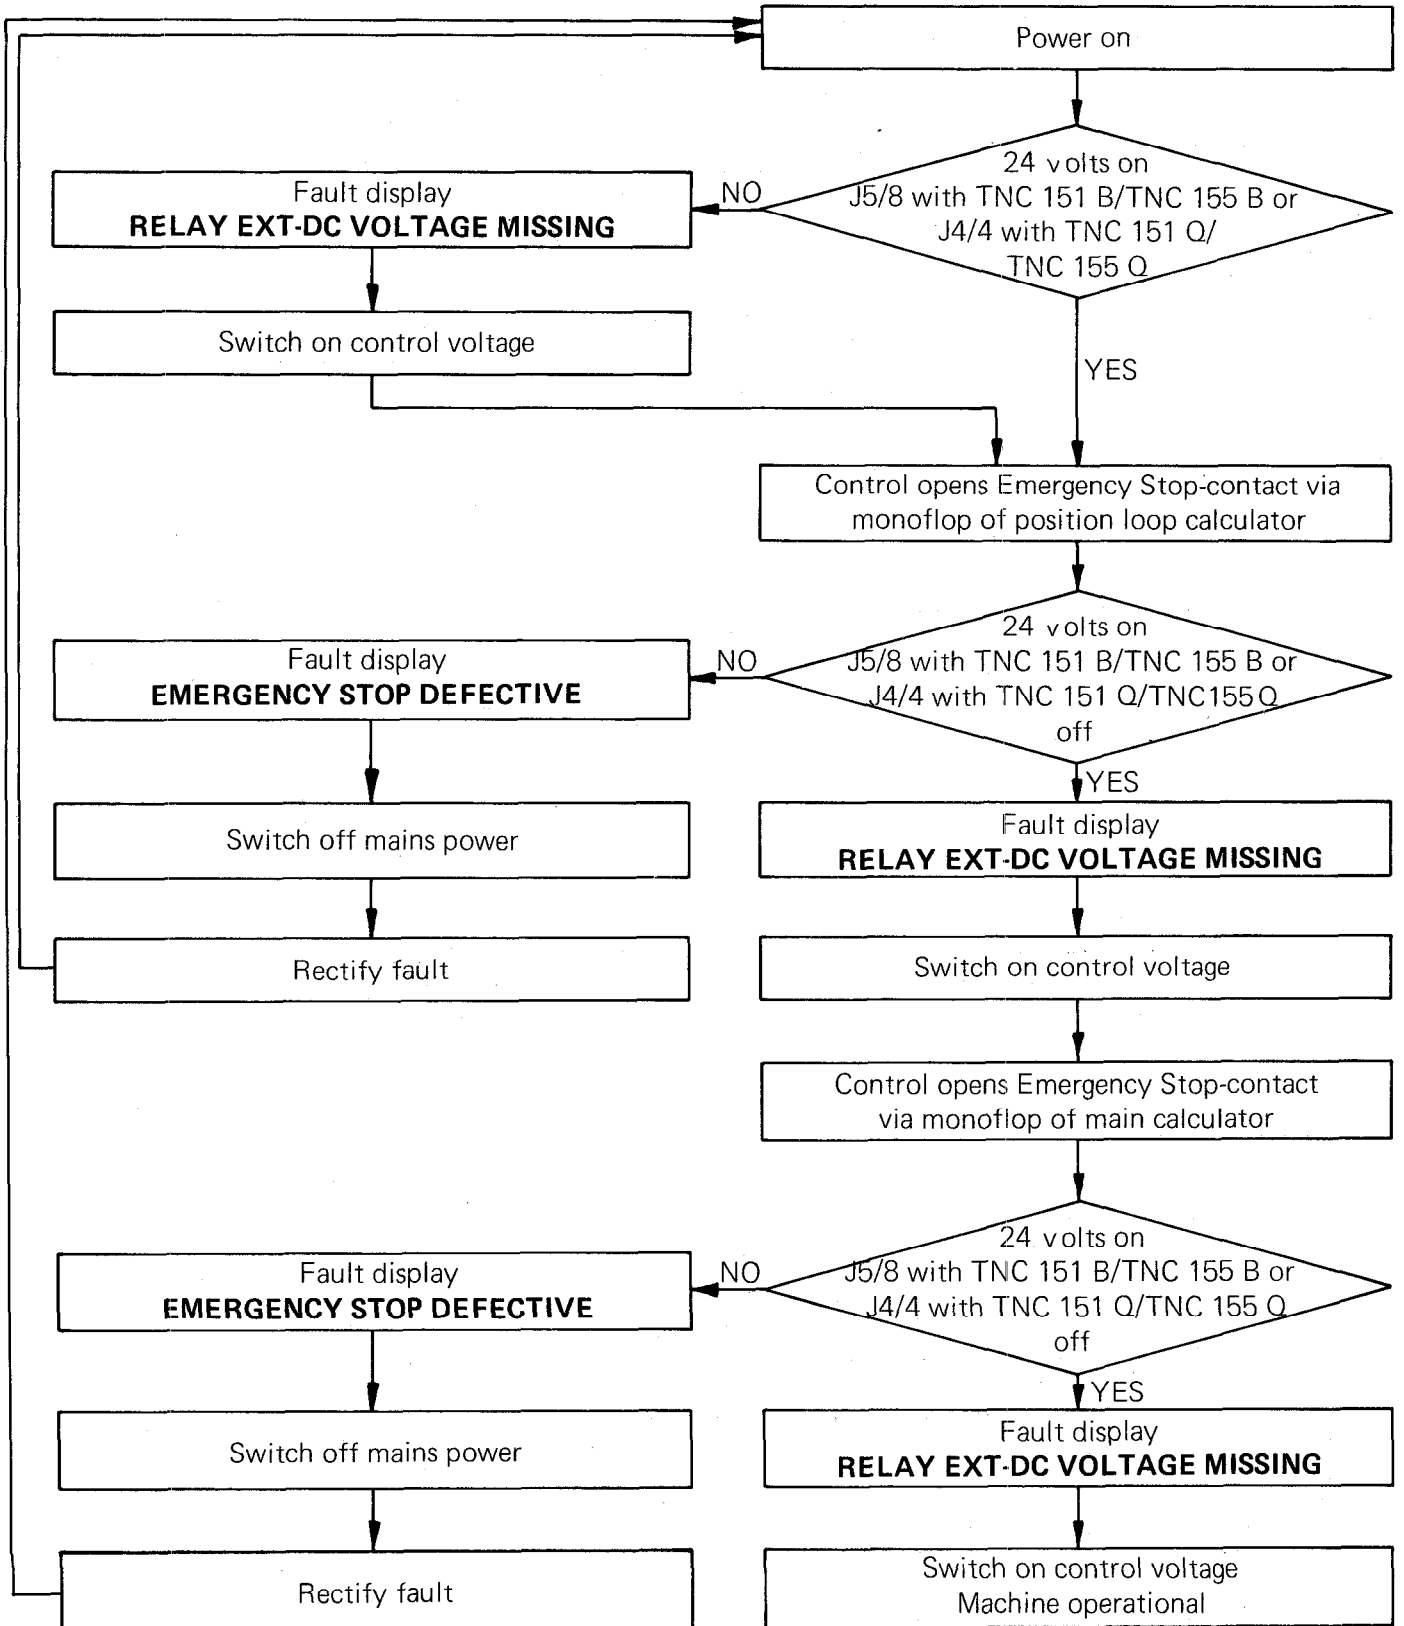 Power on
24 volts on
J5/8 with TNC 151 B/TNC 155 B or
J4/4 with TNC 151 Q/
TNC 155 Q
NO
Fault display
RELAY EXT-DC VOLTAGE MISSING
Switch on control voltage
YES
Control opens Emergency Stop-contact via
monoflop of position loop calculator
24 volts on
J5/8 with TNC 151 B/TNC 155 B or
J4/4 with TNC 151 Q/TNC155Q
off
NO
Fault display
EMERGENCY STOP DEFECTIVE
Switch off mains power
Rectify fault
YES
Fault display
RELAY EXT-DC VOLTAGE MISSING
Switch on control voltage
Control opens Emergency Stop-contact
via monoflop of main calculator
24 volts on
J5/8 with TNC 151 B/TNC 155 B or
J4/4 with TNC 151 Q/TNC 155 Q
off
NO
Fault display
EMERGENCY STOP DEFECTIVE
Switch off mains power
Rectify fault
YES
Fault display
RELAY EXT-DC VOLTAGE MISSING
Switch on control voltage
Machine operational